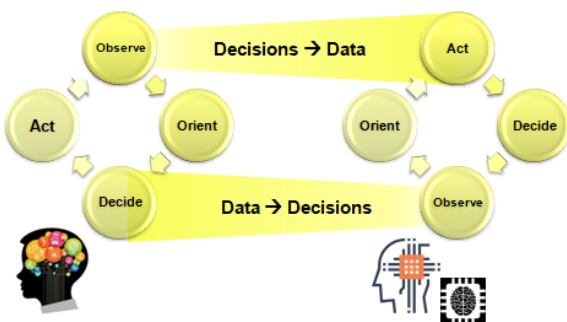 Observe
Decisions → Data
Act
Act
Orient
Orient
Decide
Decide
Data → Decisions
Observe